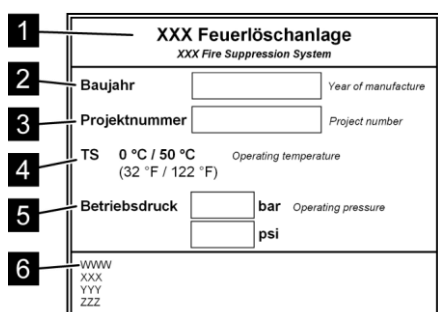 1 XXX Feuerlöschanlage
XXX Fire Suppression System
2 Baujahr Year of manufacture
3 Projektnummer Project number
4 TS 0 °C / 50 °C Operating temperature
(32 °F / 122 °F)
5 Betriebsdruck bar Operating pressure
psi
6 WWW
XXX
YYY
ZZZ